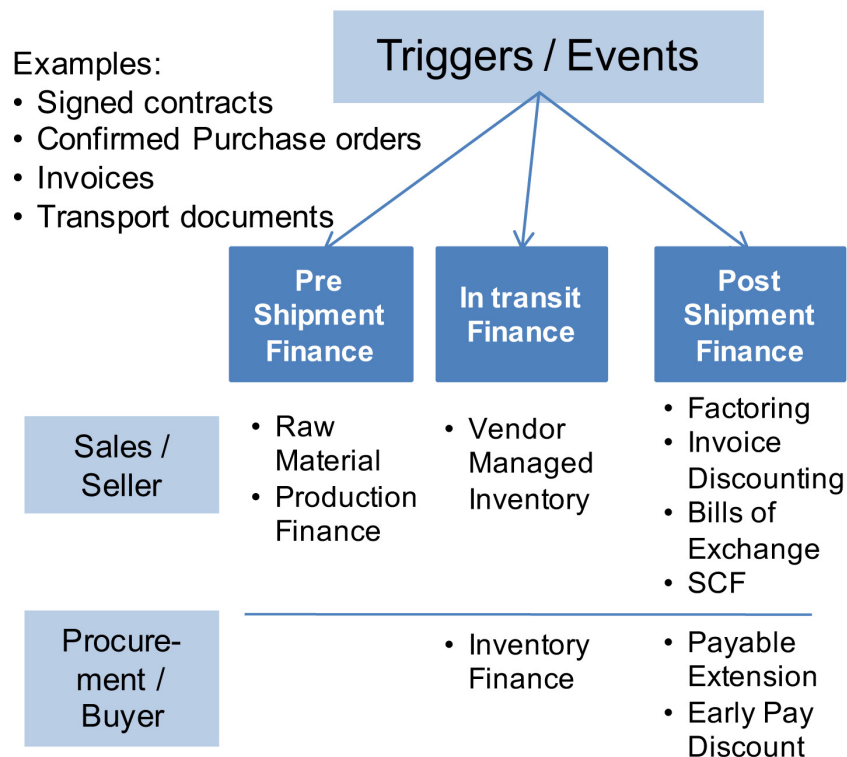 Triggers / Events
Examples:
• Signed contracts
• Confirmed Purchase orders
• Invoices
• Transport documents
Pre
Shipment
Finance
In transit
Finance
Post
Shipment
Finance
Sales /
Seller
• Raw
Material
• Production
Finance
• Vendor
Managed
Inventory
• Factoring
• Invoice
Discounting
• Bills of
Exchange
• SCF
Procure-
ment /
Buyer
• Inventory
Finance
• Payable
Extension
• Early Pay
Discount